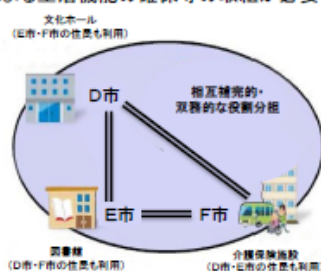 文化ホール
(E市・F市の住民も利用)
D市
相互補完的・
双務的な役割分担
E市
F市
図書館
(D市・F市の住民も利用)
介護保険施設
(D市・E市の住民も利用)